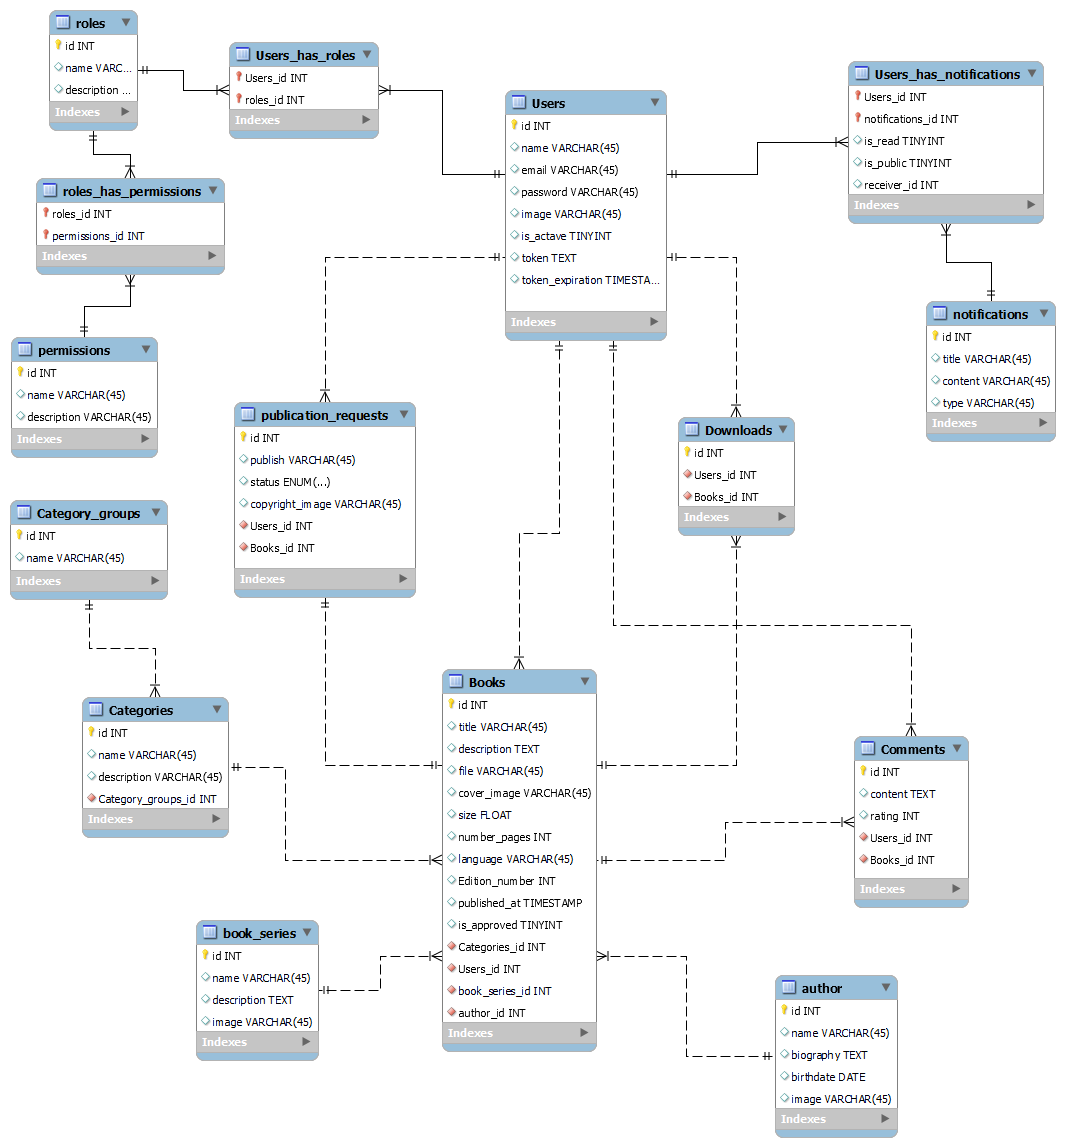 roles
id INT
name VARC...
description ...
Indexes
Users_has_roles
Users_id INT
roles_id INT
Indexes
Users
id INT
name VARCHAR(45)
email VARCHAR(45)
password VARCHAR(45)
image VARCHAR(45)
is_actave TINYINT
token TEXT
token_expiration TIMESTA...
Indexes
Users_has_notifications
Users_id INT
notifications_id INT
is_read TINYINT
is_public TINYINT
receiver_id INT
Indexes
roles_has_permissions
roles_id INT
permissions_id INT
Indexes
permissions
id INT
name VARCHAR(45)
description VARCHAR(45)
Indexes
notifications
id INT
title VARCHAR(45)
content VARCHAR(45)
type VARCHAR(45)
Indexes
publication_requests
id INT
publish VARCHAR(45)
status ENUM(...)
copyright_image VARCHAR(45)
Users_id INT
Books_id INT
Indexes
Downloads
id INT
Users_id INT
Books_id INT
Indexes
Category_groups
id INT
name VARCHAR(45)
Indexes
Categories
id INT
name VARCHAR(45)
description VARCHAR(45)
Category_groups_id INT
Indexes
Books
id INT
title VARCHAR(45)
description TEXT
file VARCHAR(45)
cover_image VARCHAR(45)
size FLOAT
number_pages INT
language VARCHAR(45)
Edition_number INT
published_at TIMESTAMP
is_approved TINYINT
Categories_id INT
Users_id INT
book_series_id INT
author_id INT
Indexes
Comments
id INT
content TEXT
rating INT
Users_id INT
Books_id INT
Indexes
book_series
id INT
name VARCHAR(45)
description TEXT
image VARCHAR(45)
Indexes
author
id INT
name VARCHAR(45)
biography TEXT
birthdate DATE
image VARCHAR(45)
Indexes